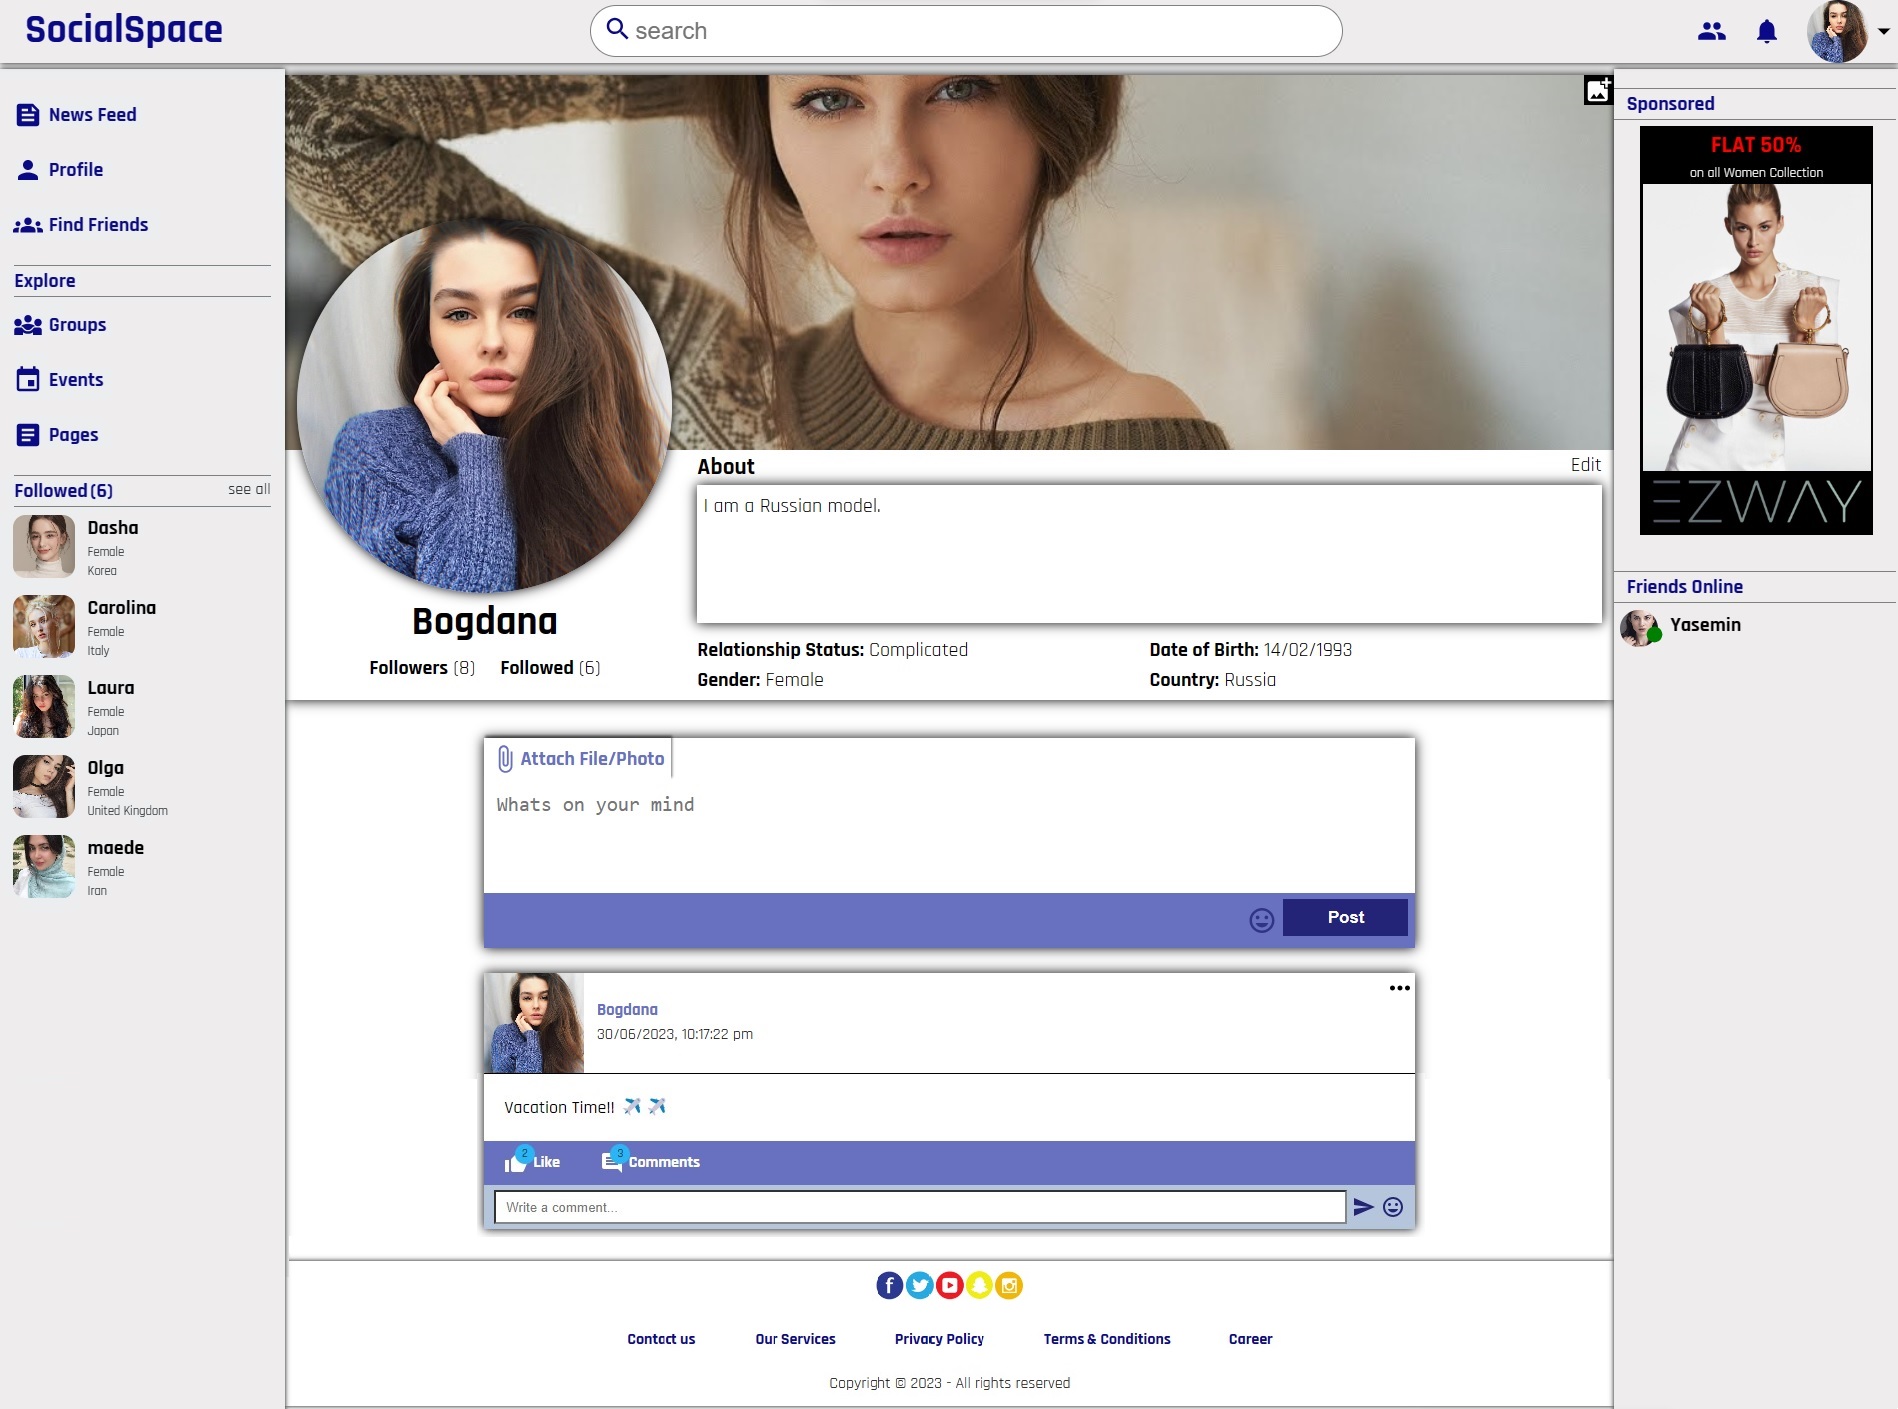 SocialSpace
search
News Feed
Profile
Find Friends
Explore
Groups
Events
Pages
Followed (6)
see all
Dasha
Female
Korea
Carolina
Female
Italy
Laura
Female
Japan
Olga
Female
United Kingdom
maede
Female
Iran
About
Edit
I am a Russian model.
Bogdana
Followers (8) Followed (6)
Relationship Status: Complicated
Date of Birth: 14/02/1993
Gender: Female
Country: Russia
Attach File/Photo
Whats on your mind
Post
Bogdana
30/06/2023, 10:17:22 pm
Vacation Time!! ✈️ ✈️
2 Like
3 Comments
Write a comment...
Contact us Our Services Privacy Policy Terms & Conditions Career
Copyright © 2023 - All rights reserved
Sponsored
FLAT 50%
on all Women Collection
EZWAY
Friends Online
Yasemin